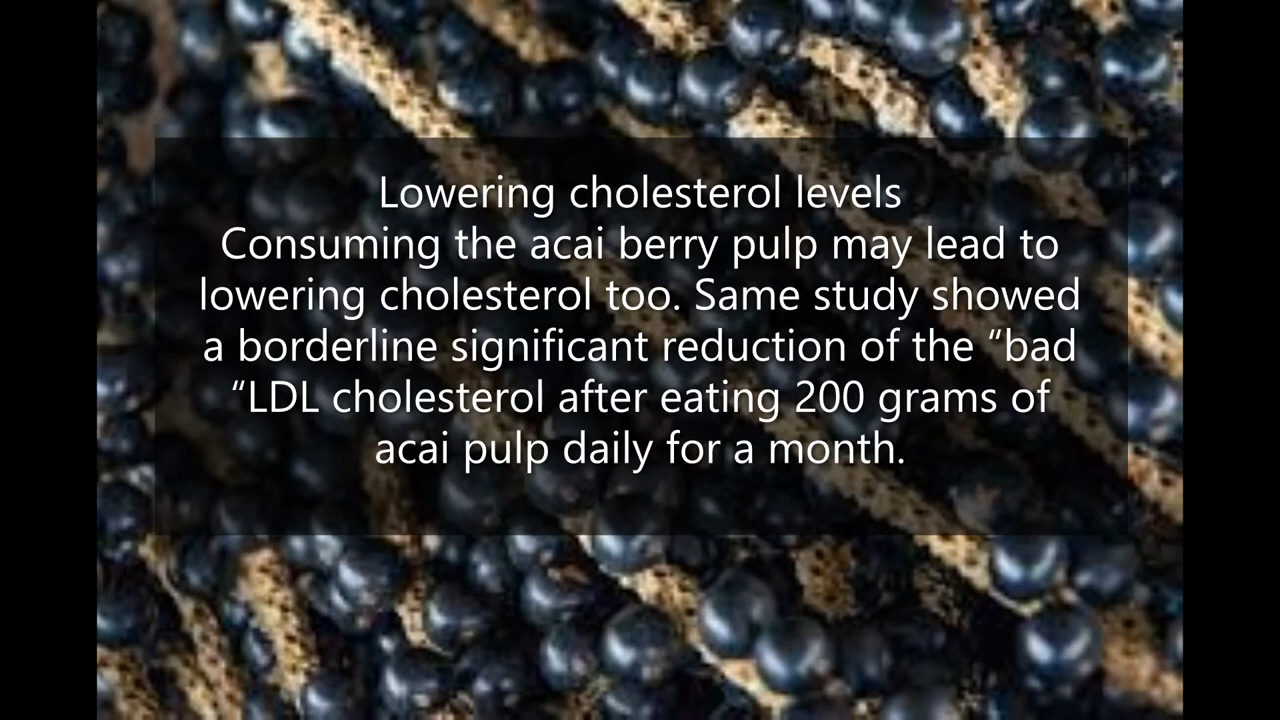 Lowering cholesterol levels
Consuming the acai berry pulp may lead to
lowering cholesterol too. Same study showed
a borderline significant reduction of the “bad
“LDL cholesterol after eating 200 grams of
acai pulp daily for a month.